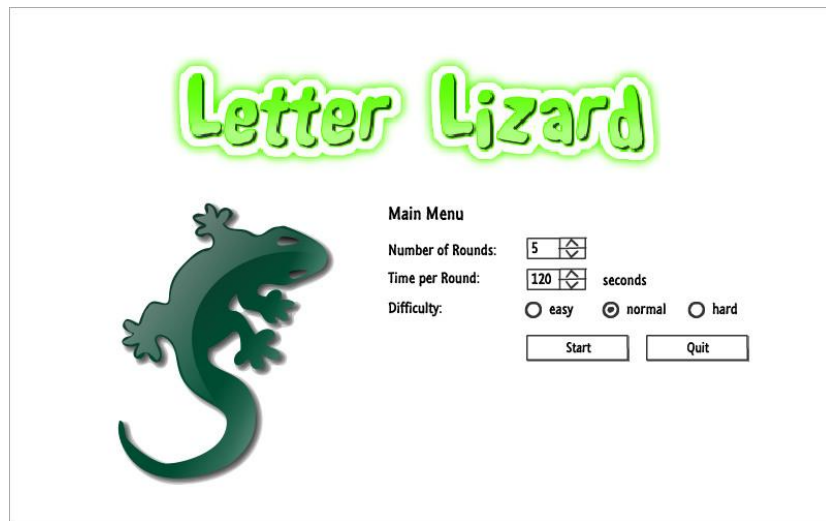 Letter Lizard
Main Menu
Number of Rounds: 5
Time per Round: 120 seconds
Difficulty: easy normal hard
Start Quit